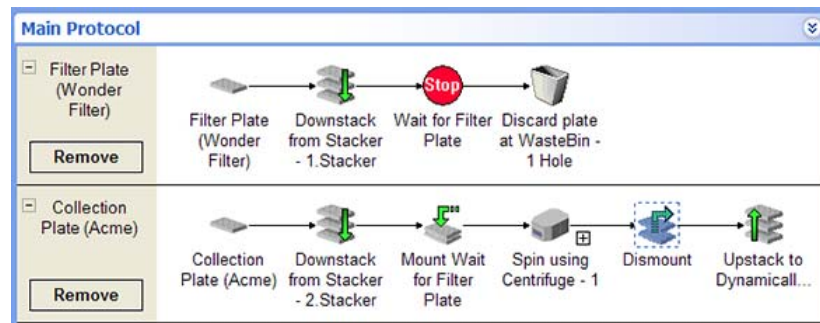 Main Protocol
Filter Plate
(Wonder
Filter)
Remove
Stop
Filter Plate
(Wonder
Filter)
Downstack
from Stacker
- 1.Stacker
Wait for Filter
Plate
Discard plate
at WasteBin -
1 Hole
Collection
Plate (Acme)
Remove
Collection
Plate (Acme)
Downstack
from Stacker
- 2.Stacker
Mount Wait
for Filter
Plate
Spin using
Centrifuge - 1
Dismount
Upstack to
Dynamicall...